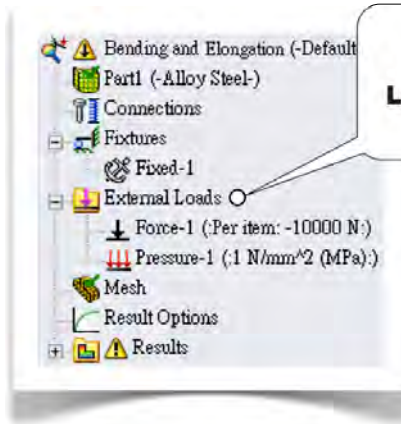 Bending and Elongation (-Default
Part1 (-Alloy Steel-)
Connections
Fixtures
Fixed-1
External Loads
Force-1 (:Per item: -10000 N:)
Pressure-1 (:1 N/mm^2 (MPa):)
Mesh
Result Options
Results